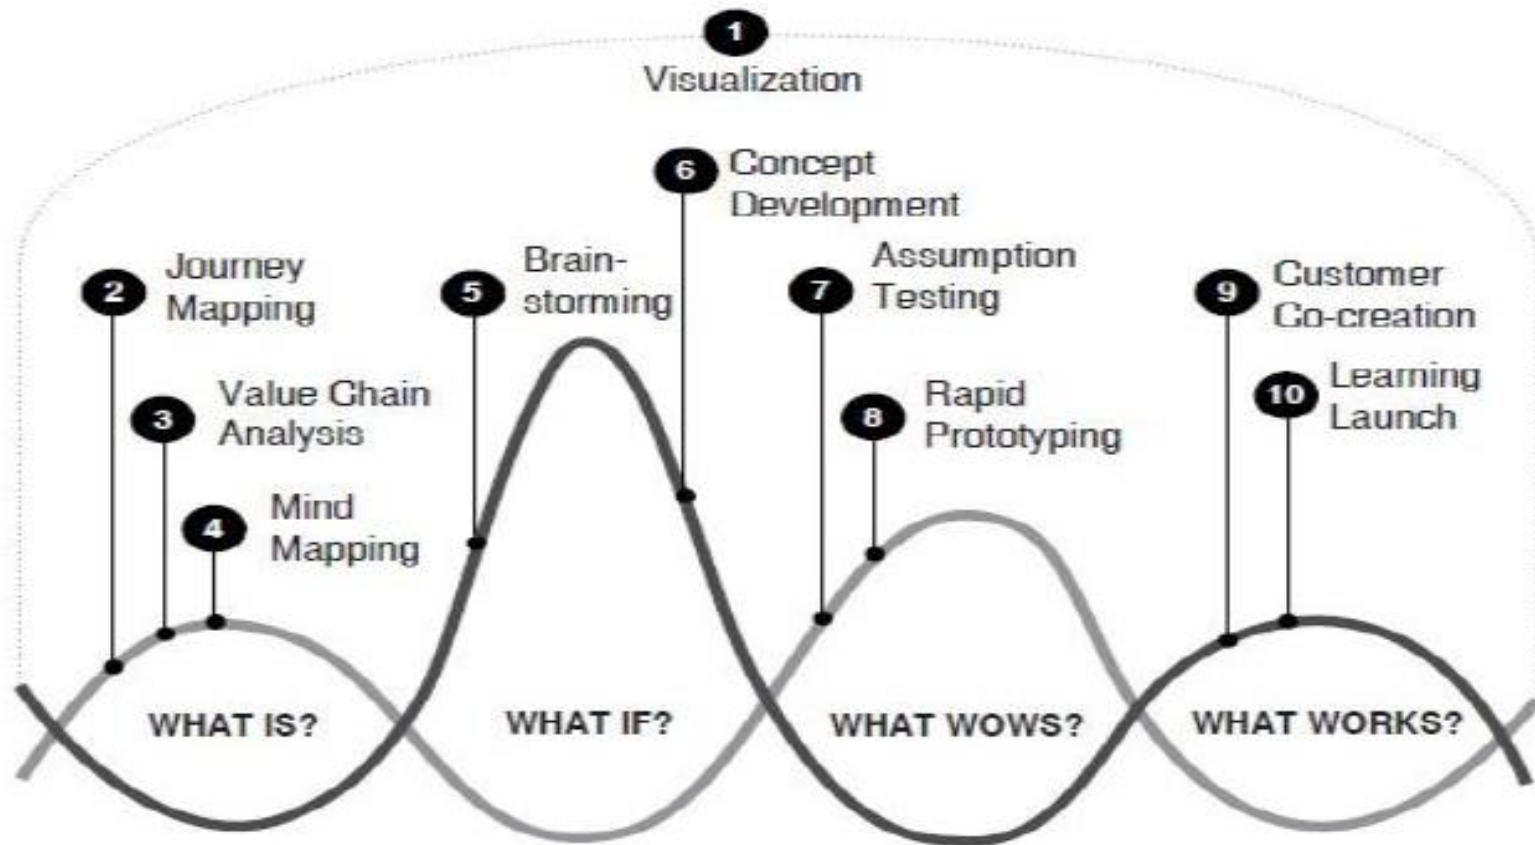 1
Visualization
2
Journey
Mapping
3
Value Chain
Analysis
4
Mind
Mapping
5
Brain-
storming
6
Concept
Development
7
Assumption
Testing
8
Rapid
Prototyping
9
Customer
Co-creation
10
Learning
Launch
WHAT IS?
WHAT IF?
WHAT WOWS?
WHAT WORKS?